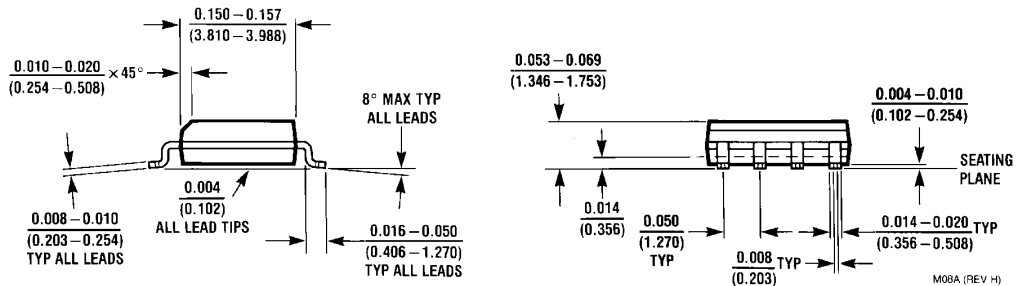 0.150 – 0.157
(3.810 – 3.988)
0.010 – 0.020
(0.254 – 0.508)
× 45°
8° MAX TYP
ALL LEADS
0.004
(0.102)
ALL LEAD TIPS
0.008 – 0.010
(0.203 – 0.254)
TYP ALL LEADS
0.016 – 0.050
(0.406 – 1.270)
TYP ALL LEADS
0.053 – 0.069
(1.346 – 1.753)
0.004 – 0.010
(0.102 – 0.254)
SEATING
PLANE
0.014
(0.356)
0.050
(1.270)
TYP
0.014 – 0.020 TYP
(0.356 – 0.508)
0.008 TYP
(0.203)
M08A (REV H)